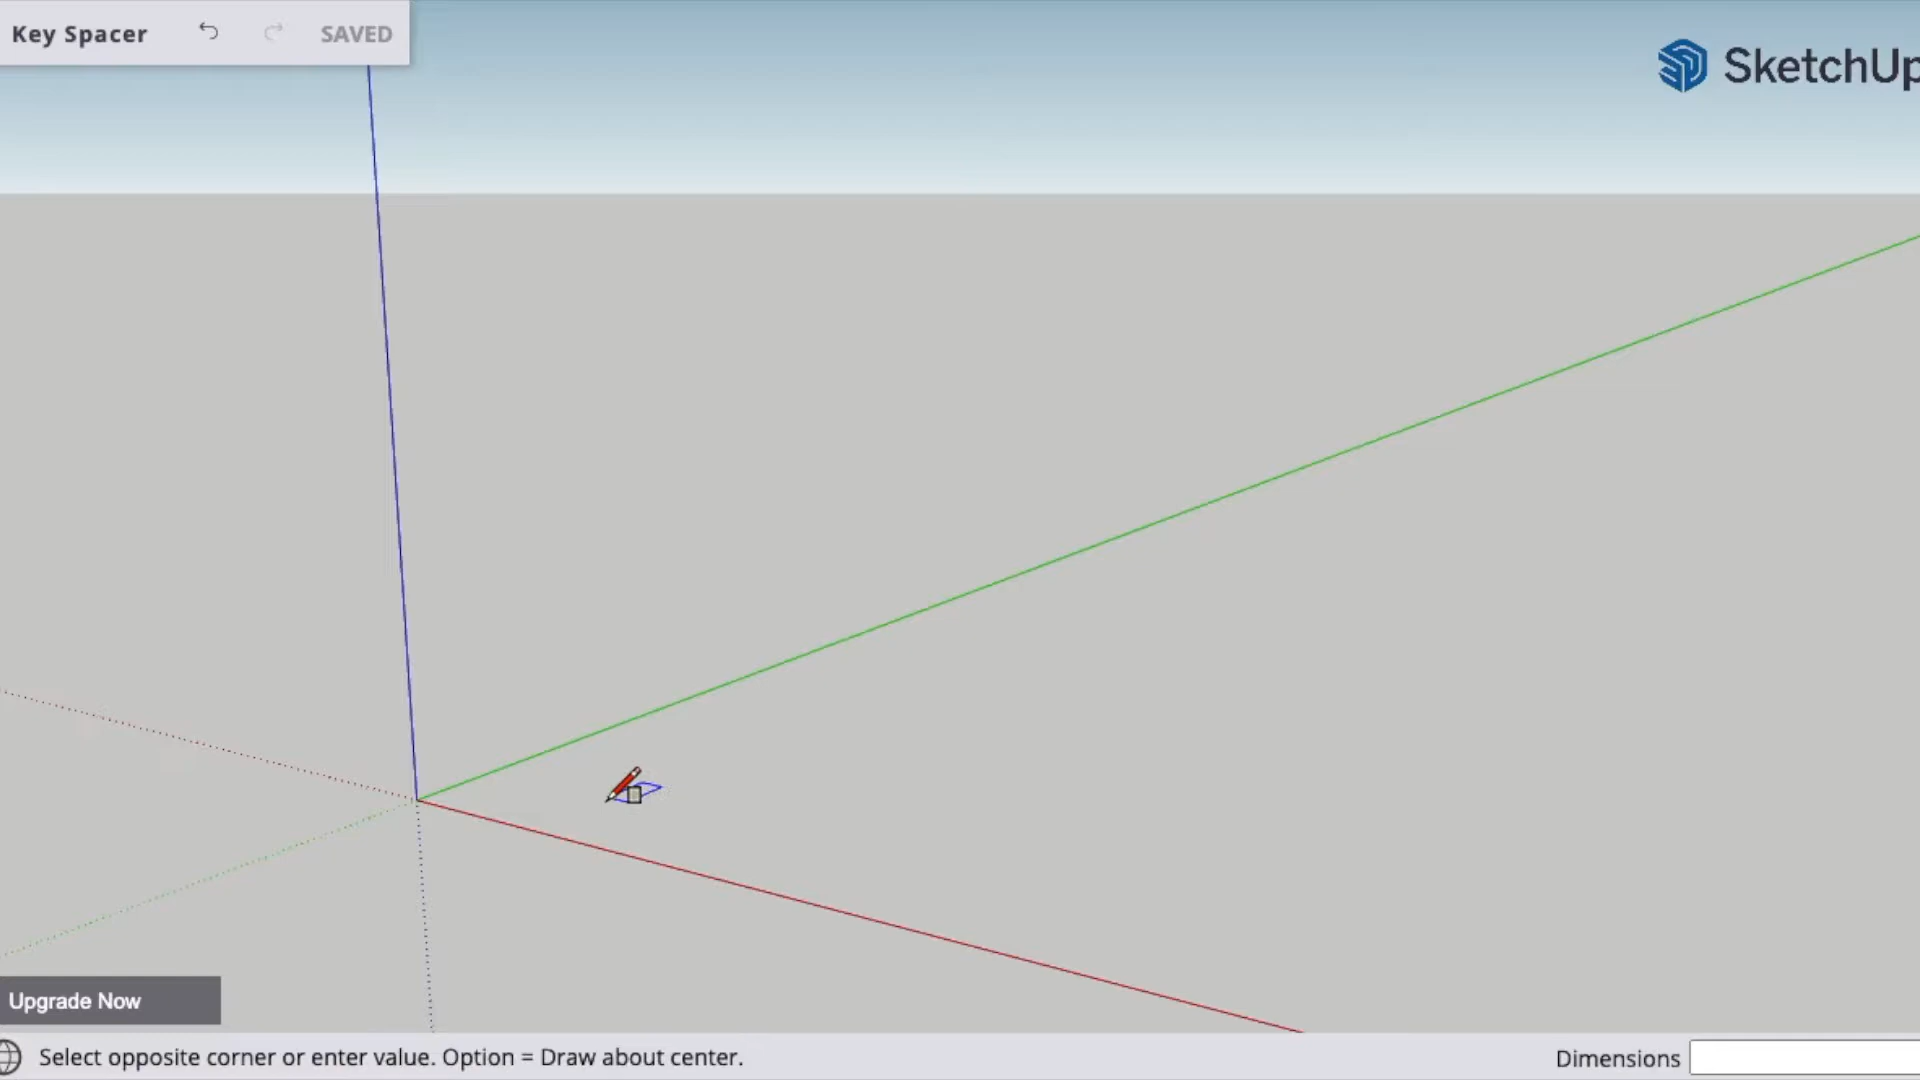 Key Spacer
SAVED
SketchUp
Upgrade Now
Select opposite corner or enter value. Option = Draw about center.
Dimensions